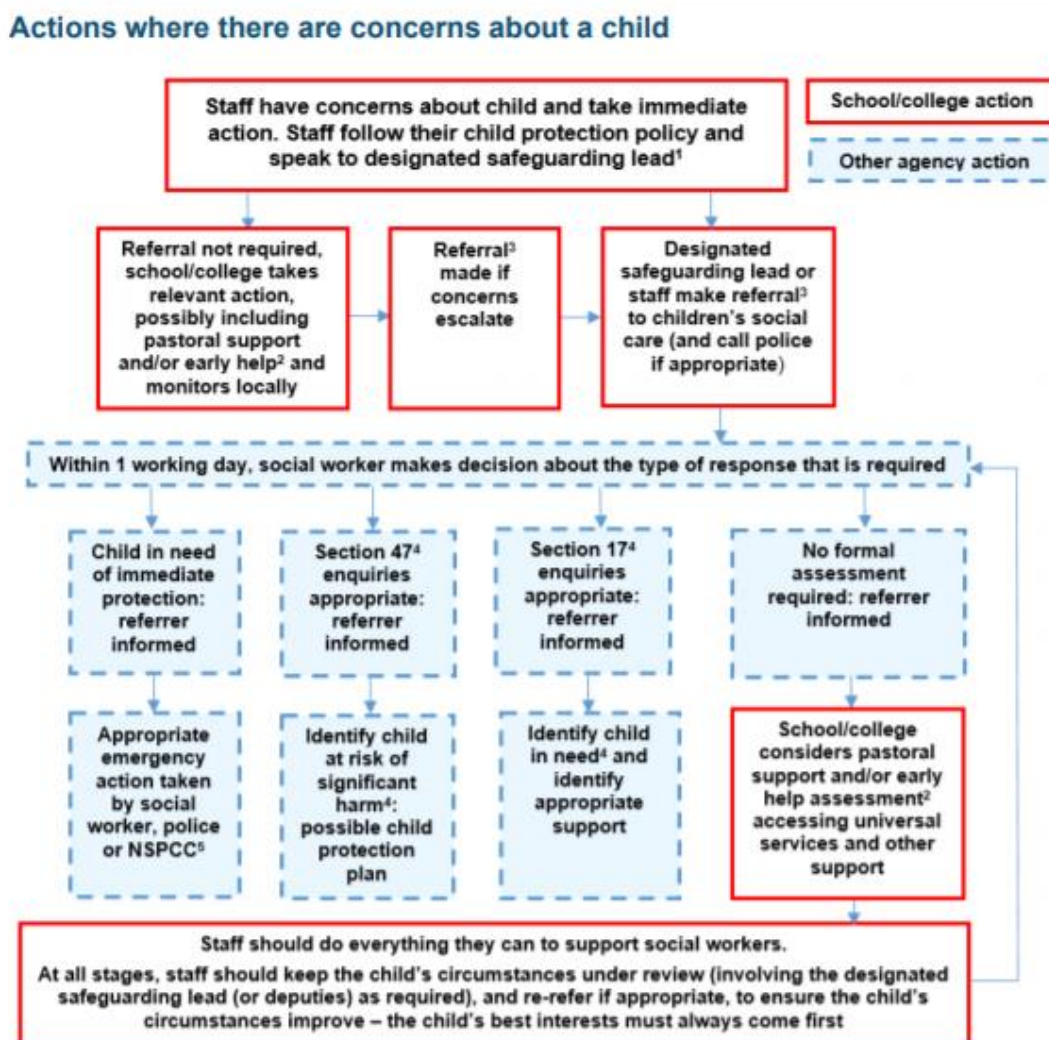 Actions where there are concerns about a child
Staff have concerns about child and take immediate
action. Staff follow their child protection policy and
speak to designated safeguarding lead¹
School/college action
Other agency action
Referral not required,
school/college takes
relevant action,
possibly including
pastoral support
and/or early help² and
monitors locally
Referral³
made if
concerns
escalate
Designated
safeguarding lead or
staff make referral³
to children's social
care (and call police
if appropriate)
Within 1 working day, social worker makes decision about the type of response that is required
Child in need
of immediate
protection:
referrer
informed
Section 47⁴
enquiries
appropriate:
referrer
informed
Section 17⁴
enquiries
appropriate:
referrer
informed
No formal
assessment
required: referrer
informed
Appropriate
emergency
action taken
by social
worker, police
or NSPCC⁵
Identify child
at risk of
significant
harm⁴:
possible child
protection
plan
Identify child
in need⁴ and
identify
appropriate
support
School/college
considers pastoral
support and/or early
help assessment²
accessing universal
services and other
support
Staff should do everything they can to support social workers.
At all stages, staff should keep the child's circumstances under review (involving the designated
safeguarding lead (or deputies) as required), and re-refer if appropriate, to ensure the child's
circumstances improve – the child's best interests must always come first